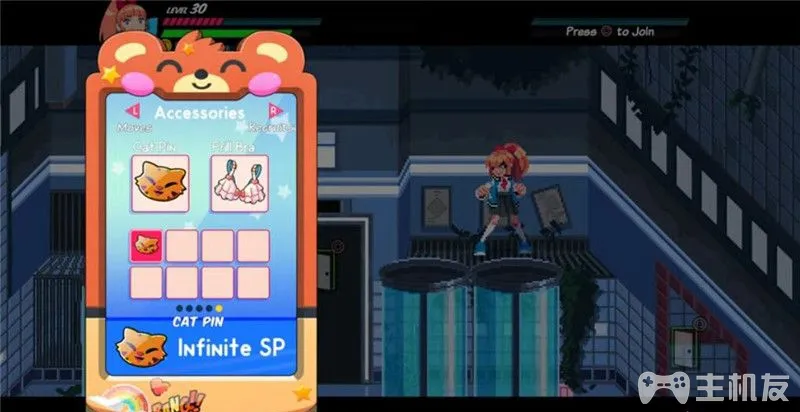 LEVEL 30
Press to Join
L
Accessories
R
Moves
Recruits
Cat Pin
Frill Bra
CAT PIN
Infinite SP
BANG!!
主机友